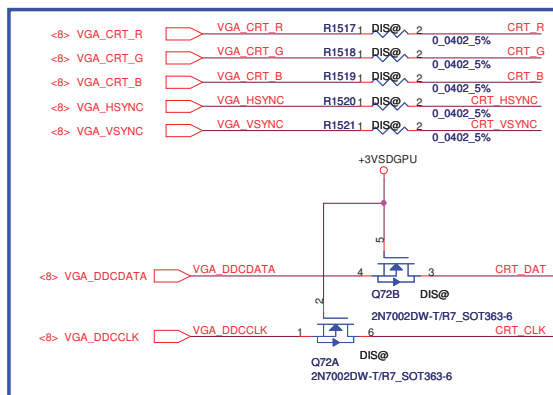 <8> VGA_CRT_R VGA_CRT_R R1517 1 DIS@ 2 CRT_R
0_0402_5%
<8> VGA_CRT_G VGA_CRT_G R1518 1 DIS@ 2 CRT_G
0_0402_5%
<8> VGA_CRT_B VGA_CRT_B R1519 1 DIS@ 2 CRT_B
0_0402_5%
<8> VGA_HSYNC VGA_HSYNC R1520 1 DIS@ 2 CRT_HSYNC
0_0402_5%
<8> VGA_VSYNC VGA_VSYNC R1521 1 DIS@ 2 CRT_VSYNC
0_0402_5%
+3VSDGPU
5
<8> VGA_DDCDATA VGA_DDCDATA 4 3 CRT_DAT
Q72B DIS@
2
2N7002DW-T/R7_SOT363-6
<8> VGA_DDCCLK VGA_DDCCLK 1 6 CRT_CLK
Q72A DIS@
2N7002DW-T/R7_SOT363-6